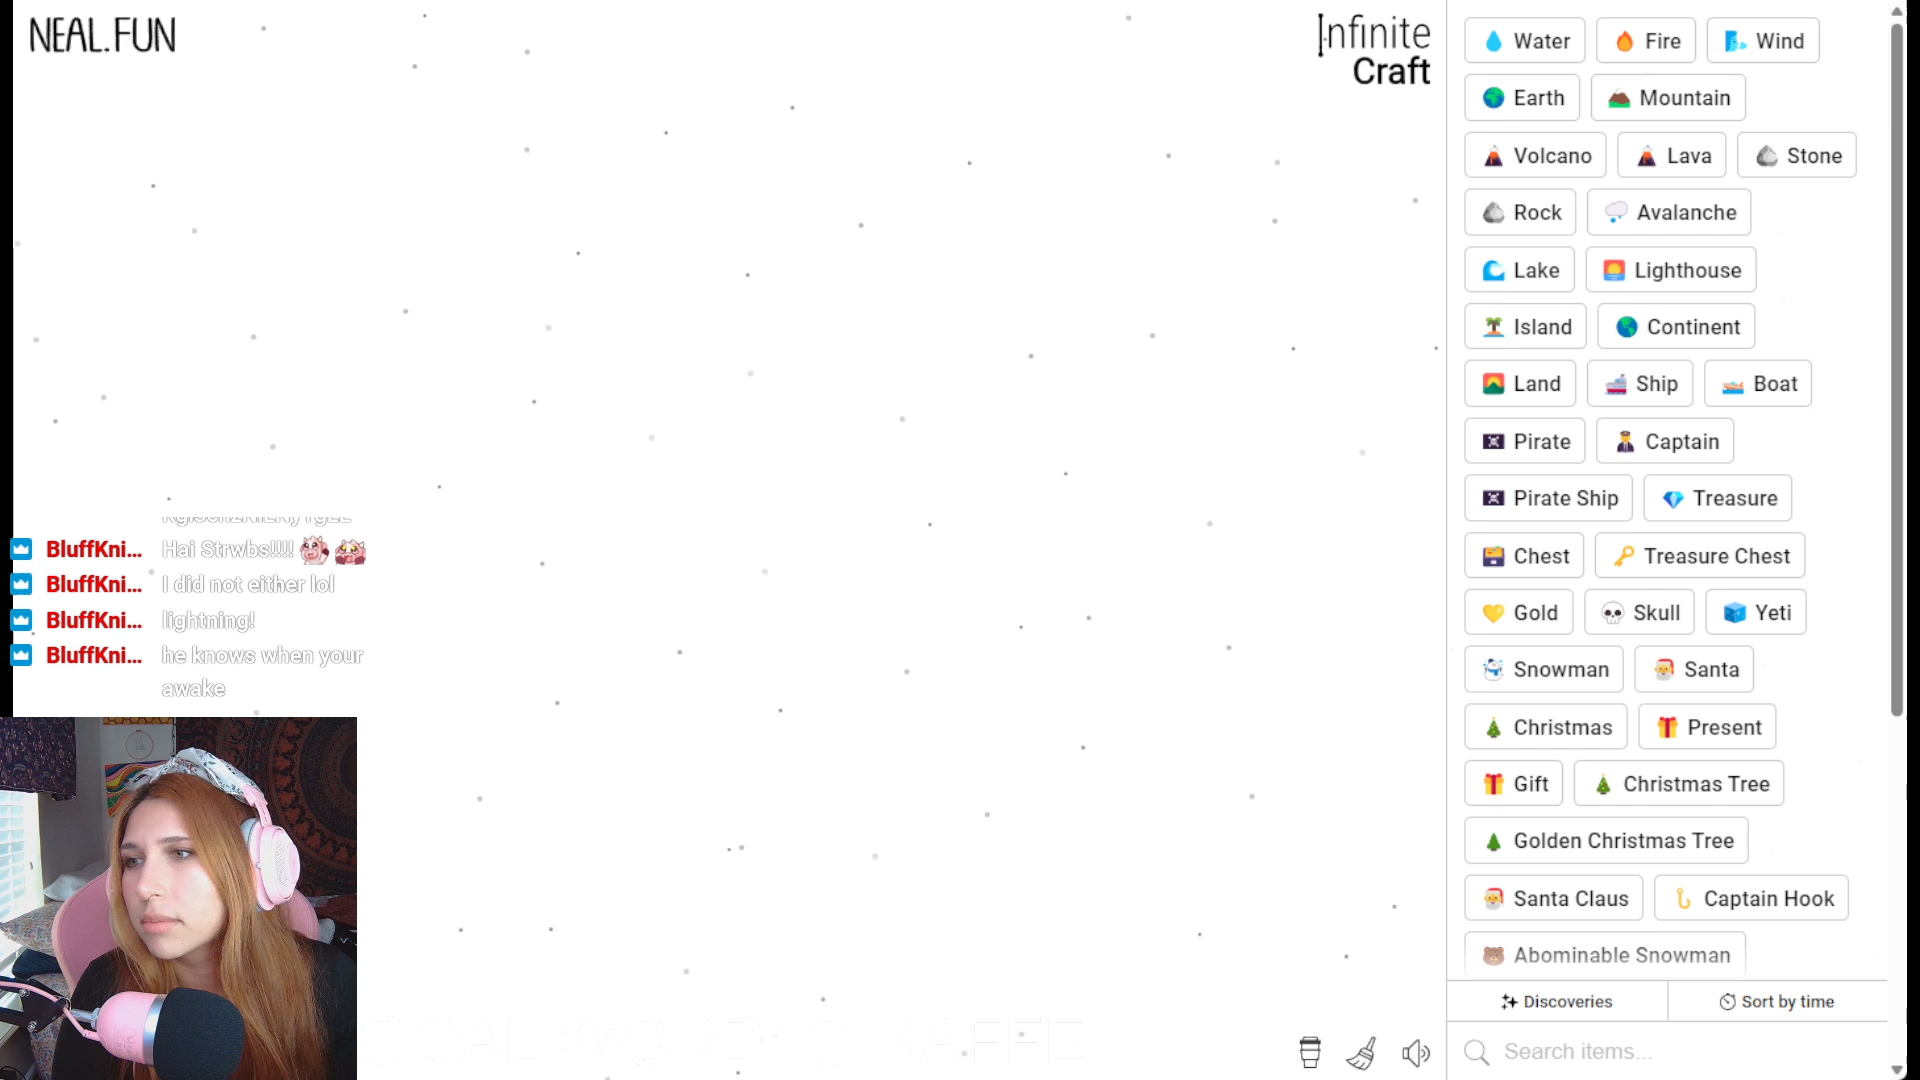 NEAL.FUN
Infinite
Craft
Water
Fire
Wind
Earth
Mountain
Volcano
Lava
Stone
Rock
Avalanche
Lake
Lighthouse
Island
Continent
Land
Ship
Boat
Pirate
Captain
Pirate Ship
Treasure
Chest
Treasure Chest
Gold
Skull
Yeti
Snowman
Santa
Christmas
Present
Gift
Christmas Tree
Golden Christmas Tree
Santa Claus
Captain Hook
Abominable Snowman
Discoveries
Sort by time
Search items...
BluffKni... Hai Strwbs!!!!
BluffKni... I did not either lol
BluffKni... lightning!
BluffKni... he knows when your
awake